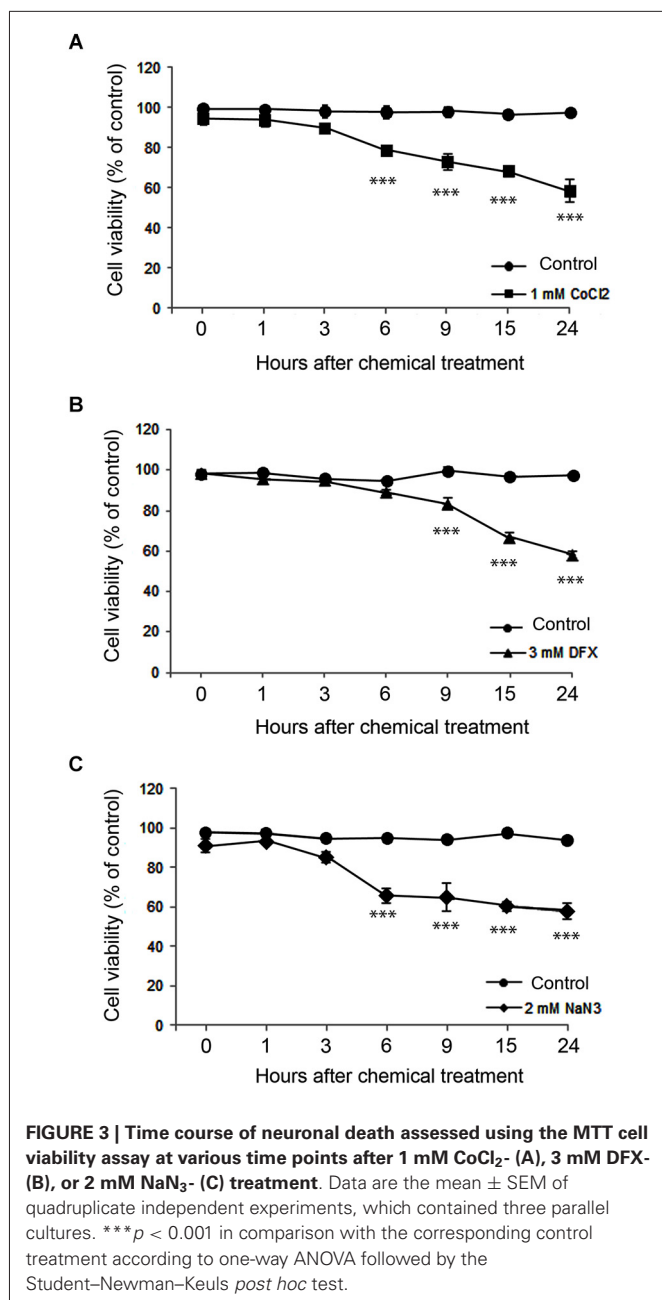 A
Cell viability (% of control)
120
100
80
60
40
20
0
***
***
***
***
Control
1 mM CoCl2
0 1 3 6 9 15 24
Hours after chemical treatment
B
Cell viability (% of control)
120
100
80
60
40
20
0
***
***
***
Control
3 mM DFX
0 1 3 6 9 15 24
Hours after chemical treatment
C
Cell viability (% of control)
120
100
80
60
40
20
0
***
***
***
***
Control
2 mM NaN3
0 1 3 6 9 15 24
Hours after chemical treatment
FIGURE 3 | Time course of neuronal death assessed using the MTT cell
viability assay at various time points after 1 mM CoCl₂- (A), 3 mM DFX-
(B), or 2 mM NaN₃- (C) treatment. Data are the mean ± SEM of
quadruplicate independent experiments, which contained three parallel
cultures. ***p < 0.001 in comparison with the corresponding control
treatment according to one-way ANOVA followed by the
Student–Newman–Keuls post hoc test.